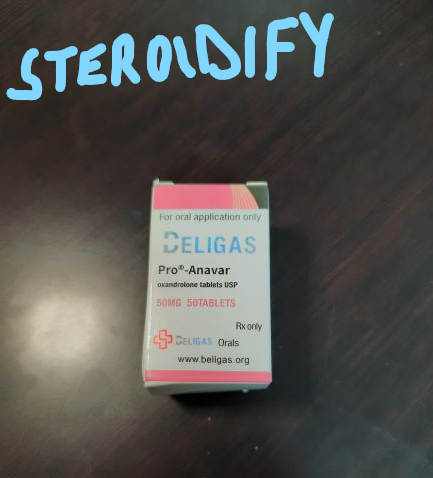 STEROIDIFY
For oral application only
BELIGAS
Pro®-Anavar
oxandrolone tablets USP
50MG 50TABLETS
Rx only
BELIGAS Orals
www.beligas.org